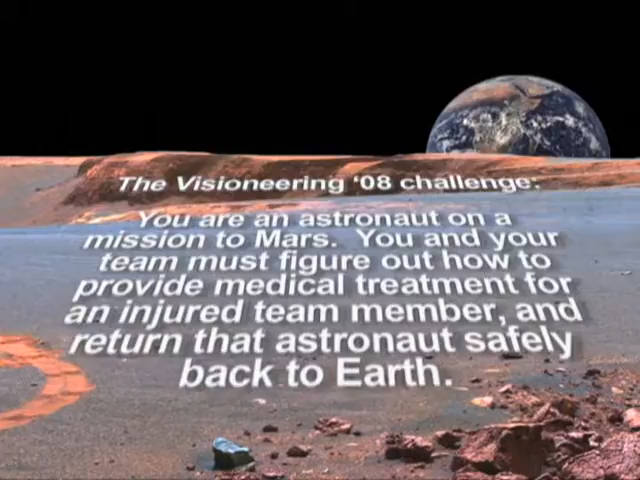 The Visioneering ‘08 challenge:
You are an astronaut on a
mission to Mars. You and your
team must figure out how to
provide medical treatment for
an injured team member, and
return that astronaut safely
back to Earth.